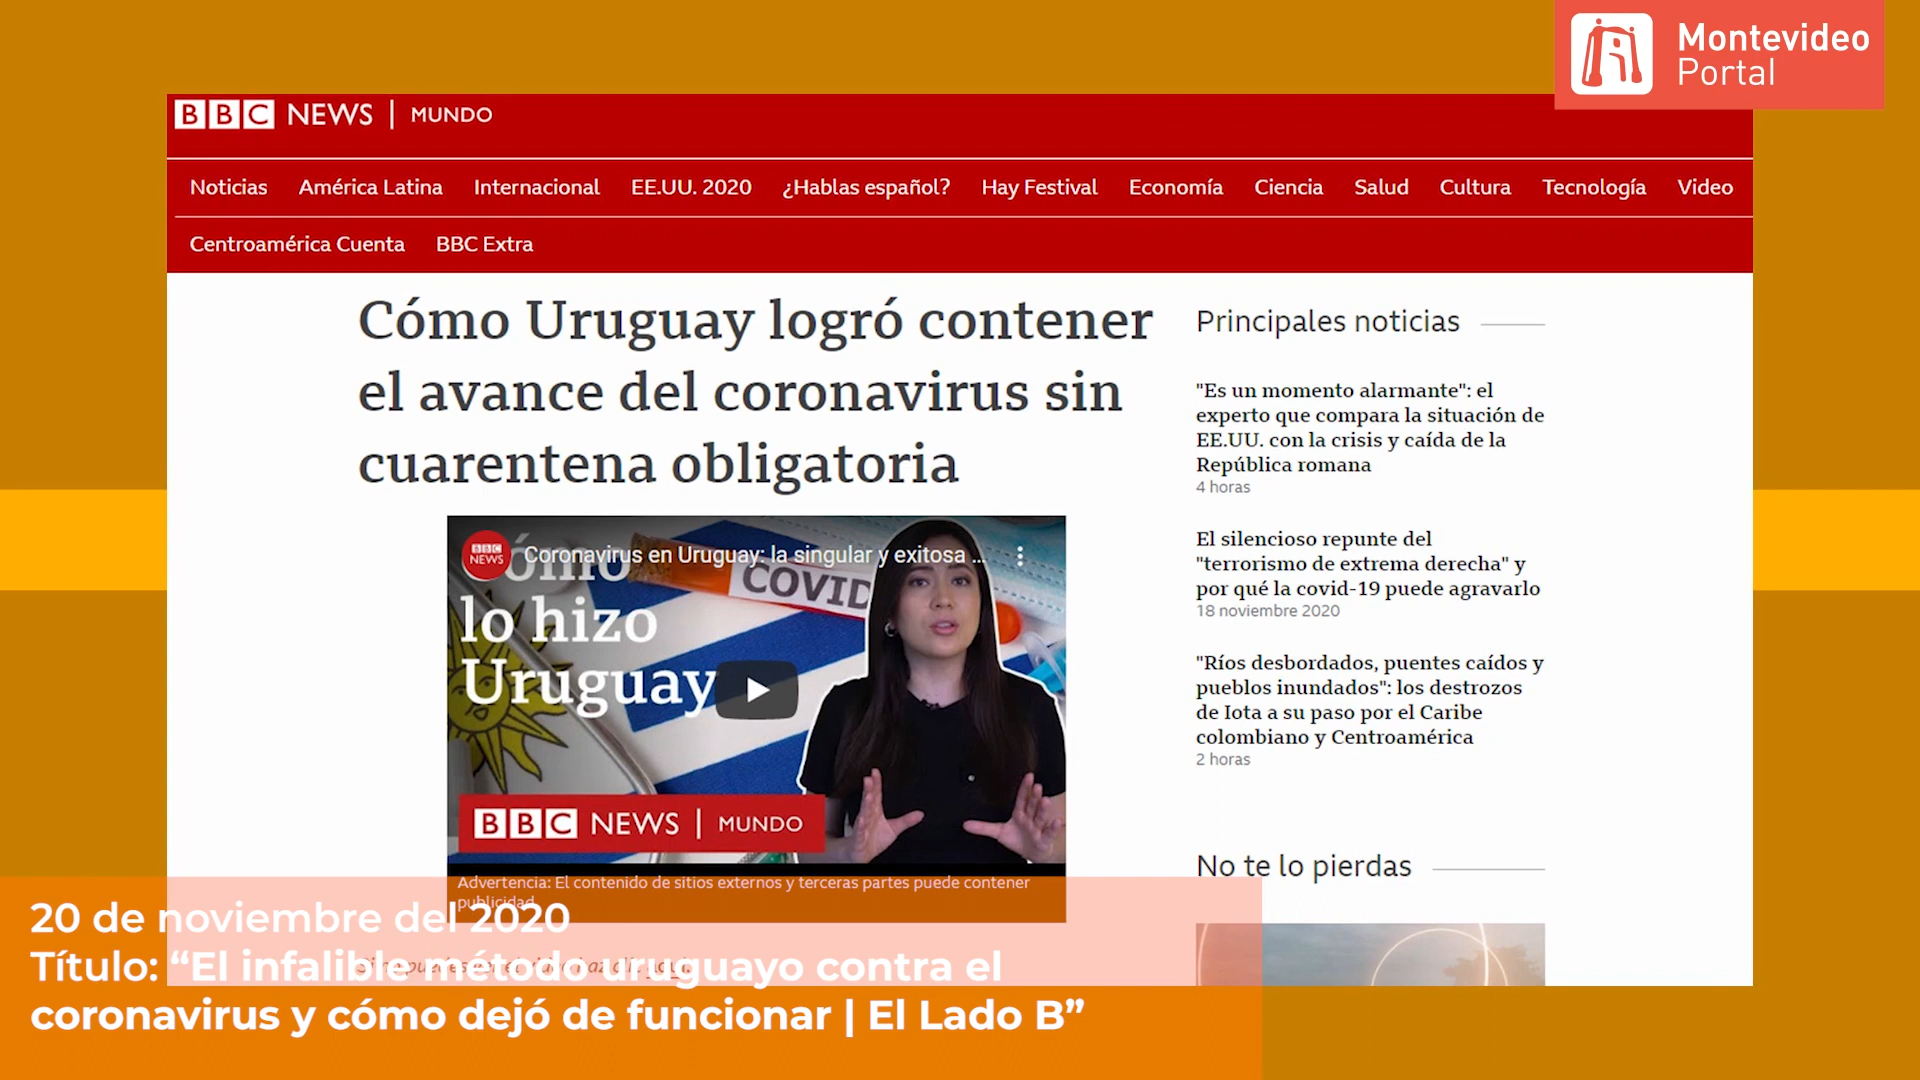 Montevideo
Portal
BBC NEWS | MUNDO
Noticias América Latina Internacional EE.UU. 2020 ¿Hablas español? Hay Festival Economía Ciencia Salud Cultura Tecnología Video
Centroamérica Cuenta BBC Extra
Cómo Uruguay logró contener
el avance del coronavirus sin
cuarentena obligatoria
BBC NEWS
Coronavirus en Uruguay: la singular y exitosa ...
Cómo
lo hizo
Uruguay
COVID
BBC NEWS | MUNDO
Advertencia: El contenido de sitios externos y terceras partes puede contener
publicidad
Principales noticias
"Es un momento alarmante": el
experto que compara la situación de
EE.UU. con la crisis y caída de la
República romana
4 horas
El silencioso repunte del
"terrorismo de extrema derecha" y
por qué la covid-19 puede agravarlo
18 noviembre 2020
"Ríos desbordados, puentes caídos y
pueblos inundados": los destrozos
de Iota a su paso por el Caribe
colombiano y Centroamérica
2 horas
No te lo pierdas
20 de noviembre del 2020
Título: “El infalible método uruguayo contra el
coronavirus y cómo dejó de funcionar | El Lado B”